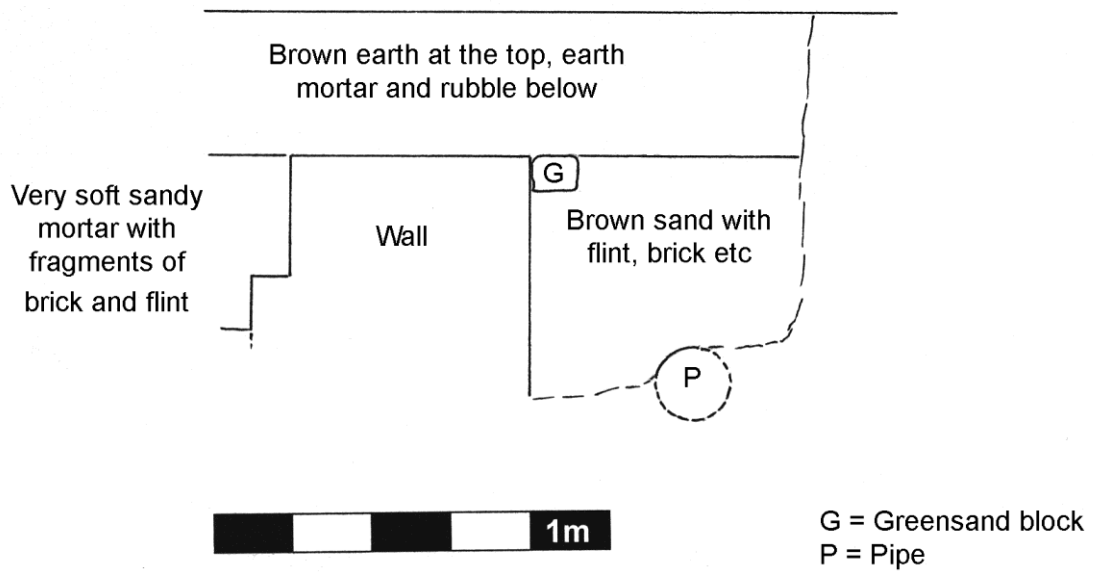 Brown earth at the top, earth
mortar and rubble below
G
Very soft sandy
mortar with
fragments of
brick and flint
Wall
Brown sand with
flint, brick etc
P
1m
G = Greensand block
P = Pipe